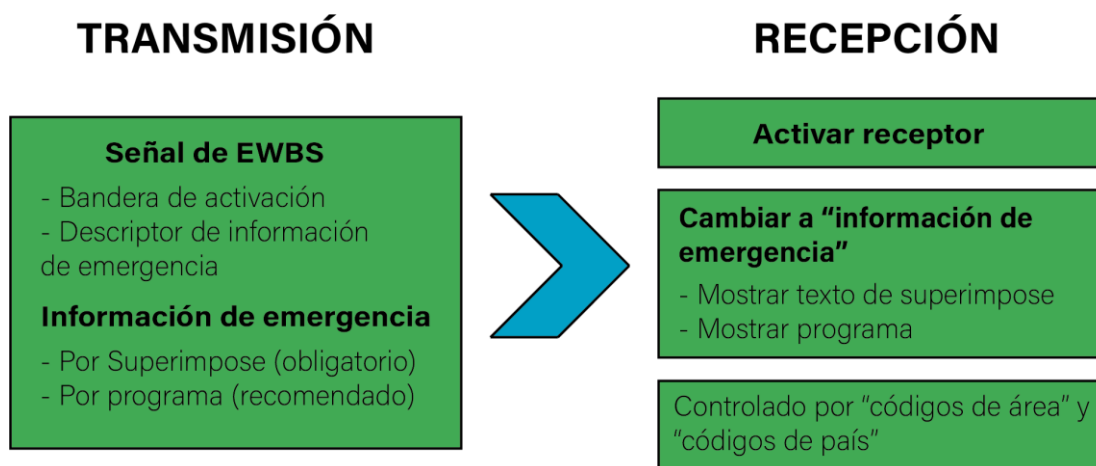 TRANSMISIÓN
Señal de EWBS
- Bandera de activación
- Descriptor de información
de emergencia
Información de emergencia
- Por Superimpose (obligatorio)
- Por programa (recomendado)
RECEPCIÓN
Activar receptor
Cambiar a “información de
emergencia”
- Mostrar texto de superimpose
- Mostrar programa
Controlado por “códigos de área” y
“códigos de país”